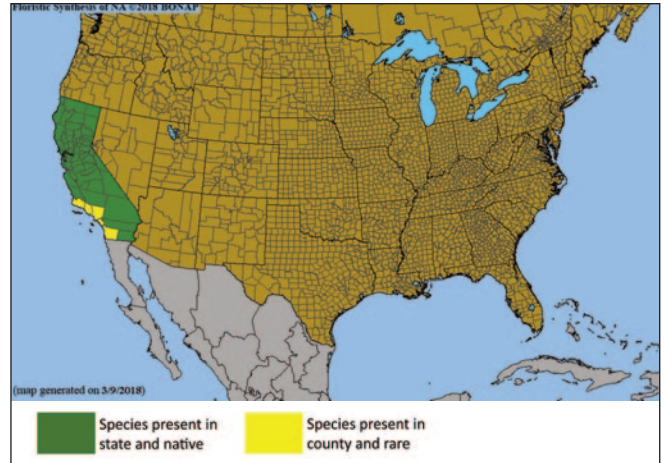 Floristic Synthesis of NA ©2018 BONAP
(map generated on 3/9/2018)
Species present in
state and native
Species present in
county and rare